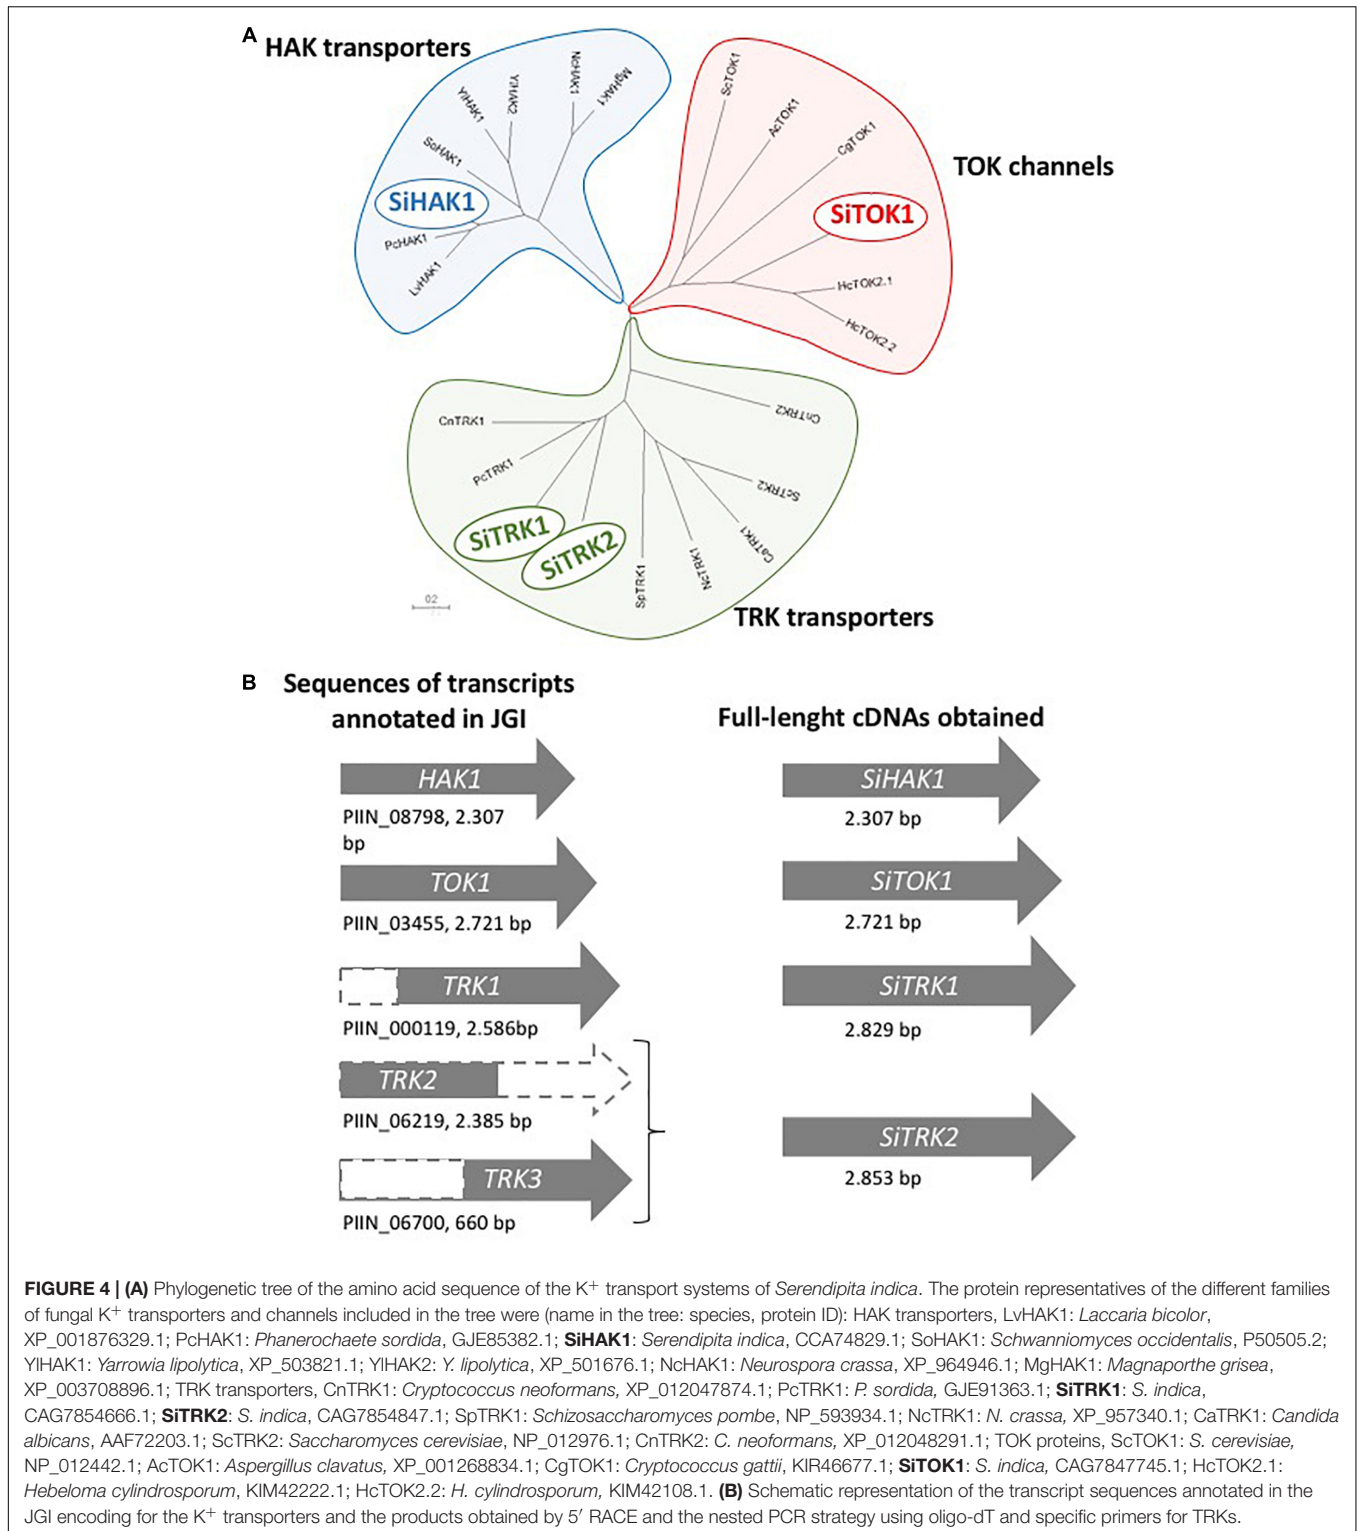 A HAK transporters
ScTOK1
AcTOK1
CgTOK1
SiTOK1
HcTOK2.1
HcTOK2.2
TOK channels
NcHAK1
MgHAK1
YlHAK2
YlHAK1
SoHAK1
SiHAK1
PcHAK1
LvHAK1
CnTRK2
CnTRK1
PcTRK1
SiTRK1
SiTRK2
SpTRK1
NcTRK1
CaTRK1
ScTRK2
02
TRK transporters
B Sequences of transcripts
annotated in JGI
Full-lenght cDNAs obtained
HAK1
PIIN_08798, 2.307
bp
SiHAK1
2.307 bp
TOK1
PIIN_03455, 2.721 bp
SiTOK1
2.721 bp
TRK1
PIIN_000119, 2.586bp
SiTRK1
2.829 bp
TRK2
PIIN_06219, 2.385 bp
SiTRK2
2.853 bp
TRK3
PIIN_06700, 660 bp
FIGURE 4 | (A) Phylogenetic tree of the amino acid sequence of the K+ transport systems of Serendipita indica. The protein representatives of the different families
of fungal K+ transporters and channels included in the tree were (name in the tree: species, protein ID): HAK transporters, LvHAK1: Laccaria bicolor,
XP_001876329.1; PcHAK1: Phanerochaete sordida, GJE85382.1; SiHAK1: Serendipita indica, CCA74829.1; SoHAK1: Schwanniomyces occidentalis, P50505.2;
YlHAK1: Yarrowia lipolytica, XP_503821.1; YlHAK2: Y. lipolytica, XP_501676.1; NcHAK1: Neurospora crassa, XP_964946.1; MgHAK1: Magnaporthe grisea,
XP_003708896.1; TRK transporters, CnTRK1: Cryptococcus neoformans, XP_012047874.1; PcTRK1: P. sordida, GJE91363.1; SiTRK1: S. indica,
CAG7854666.1; SiTRK2: S. indica, CAG7854847.1; SpTRK1: Schizosaccharomyces pombe, NP_593934.1; NcTRK1: N. crassa, XP_957340.1; CaTRK1: Candida
albicans, AAF72203.1; ScTRK2: Saccharomyces cerevisiae, NP_012976.1; CnTRK2: C. neoformans, XP_012048291.1; TOK proteins, ScTOK1: S. cerevisiae,
NP_012442.1; AcTOK1: Aspergillus clavatus, XP_001268834.1; CgTOK1: Cryptococcus gattii, KIR46677.1; SiTOK1: S. indica, CAG7847745.1; HcTOK2.1:
Hebeloma cylindrosporum, KIM42222.1; HcTOK2.2: H. cylindrosporum, KIM42108.1. (B) Schematic representation of the transcript sequences annotated in the
JGI encoding for the K+ transporters and the products obtained by 5′ RACE and the nested PCR strategy using oligo-dT and specific primers for TRKs.